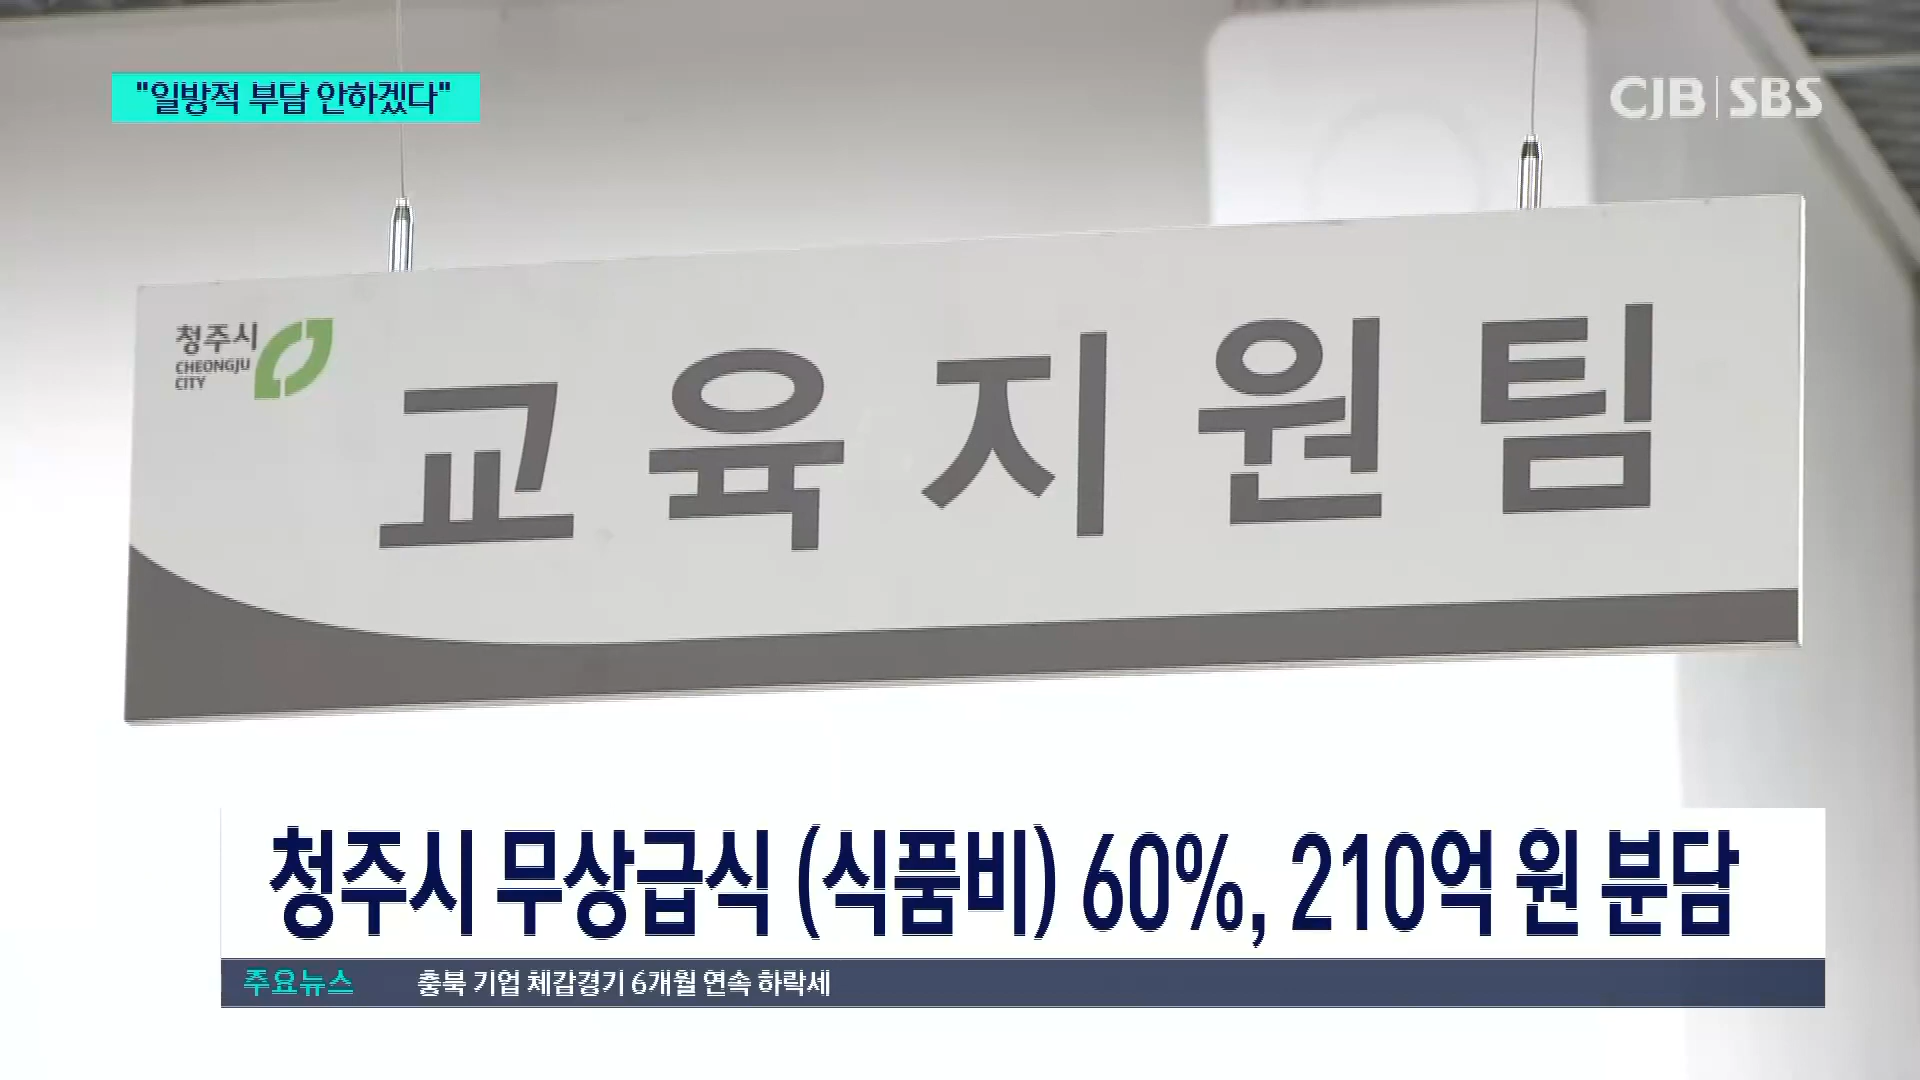 "일방적 부담 안하겠다"
CJB SBS
청주시
CHEONGJU
CITY
교육지원팀
청주시 무상급식 (식품비) 60%, 210억 원 분담
주요뉴스 충북 기업 체감경기 6개월 연속 하락세